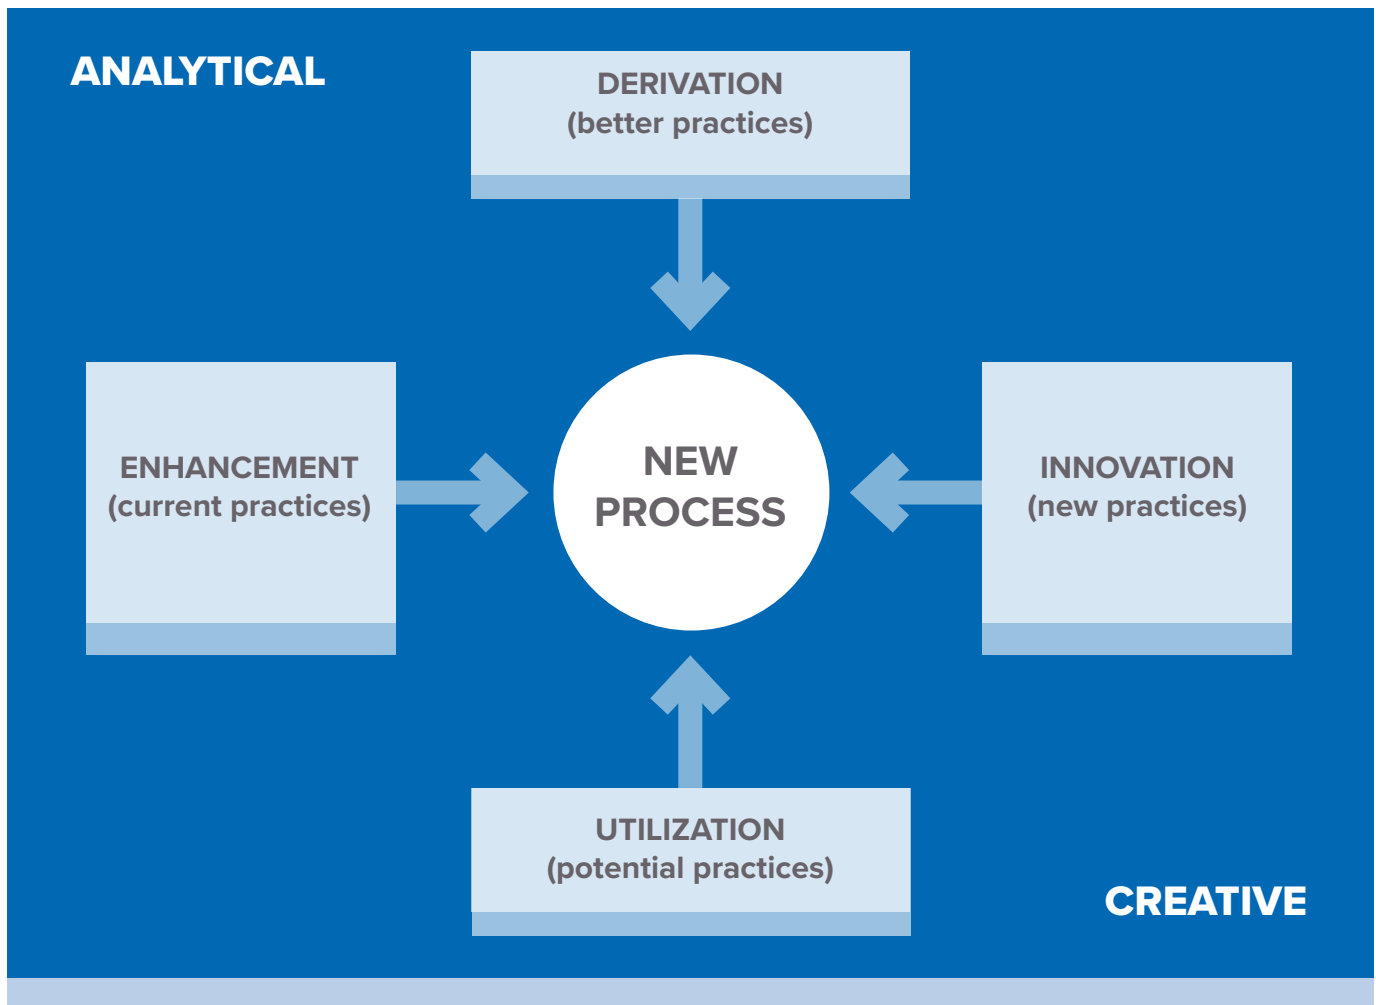 ANALYTICAL
DERIVATION
(better practices)
ENHANCEMENT
(current practices)
NEW
PROCESS
INNOVATION
(new practices)
UTILIZATION
(potential practices)
CREATIVE